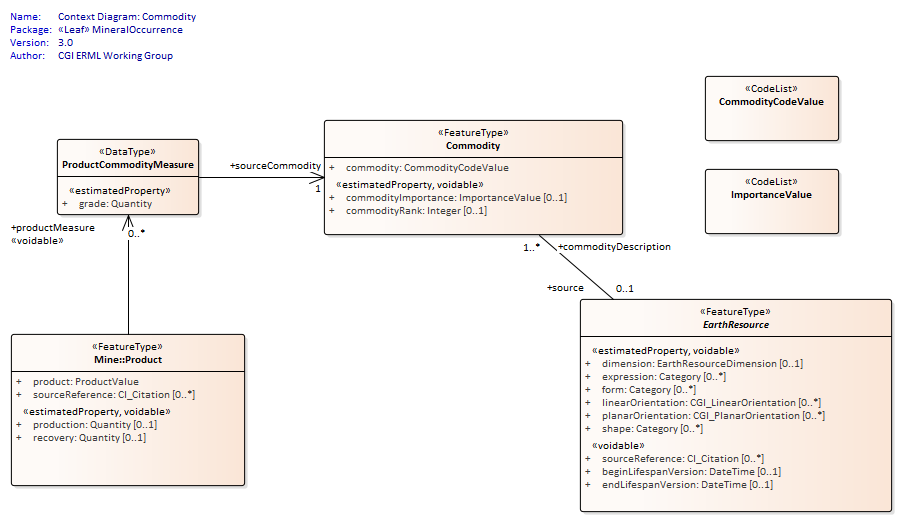 Name: Context Diagram: Commodity
Package: «Leaf» MineralOccurrence
Version: 3.0
Author: CGI ERML Working Group
«CodeList»
CommodityCodeValue
«CodeList»
ImportanceValue
«FeatureType»
Commodity
+ commodity: CommodityCodeValue
«estimatedProperty, voidable»
+ commodityImportance: ImportanceValue [0..1]
+ commodityRank: Integer [0..1]
«DataType»
ProductCommodityMeasure
«estimatedProperty»
+ grade: Quantity
+sourceCommodity
1
+productMeasure
«voidable»
0..*
1..*
+commodityDescription
+source
0..1
«FeatureType»
Mine::Product
+ product: ProductValue
+ sourceReference: CI_Citation [0..*]
«estimatedProperty, voidable»
+ production: Quantity [0..1]
+ recovery: Quantity [0..1]
«FeatureType»
EarthResource
«estimatedProperty, voidable»
+ dimension: EarthResourceDimension [0..1]
+ expression: Category [0..*]
+ form: Category [0..*]
+ linearOrientation: CGI_LinearOrientation [0..*]
+ planarOrientation: CGI_PlanarOrientation [0..*]
+ shape: Category [0..*]
«voidable»
+ sourceReference: CI_Citation [0..*]
+ beginLifespanVersion: DateTime [0..1]
+ endLifespanVersion: DateTime [0..1]